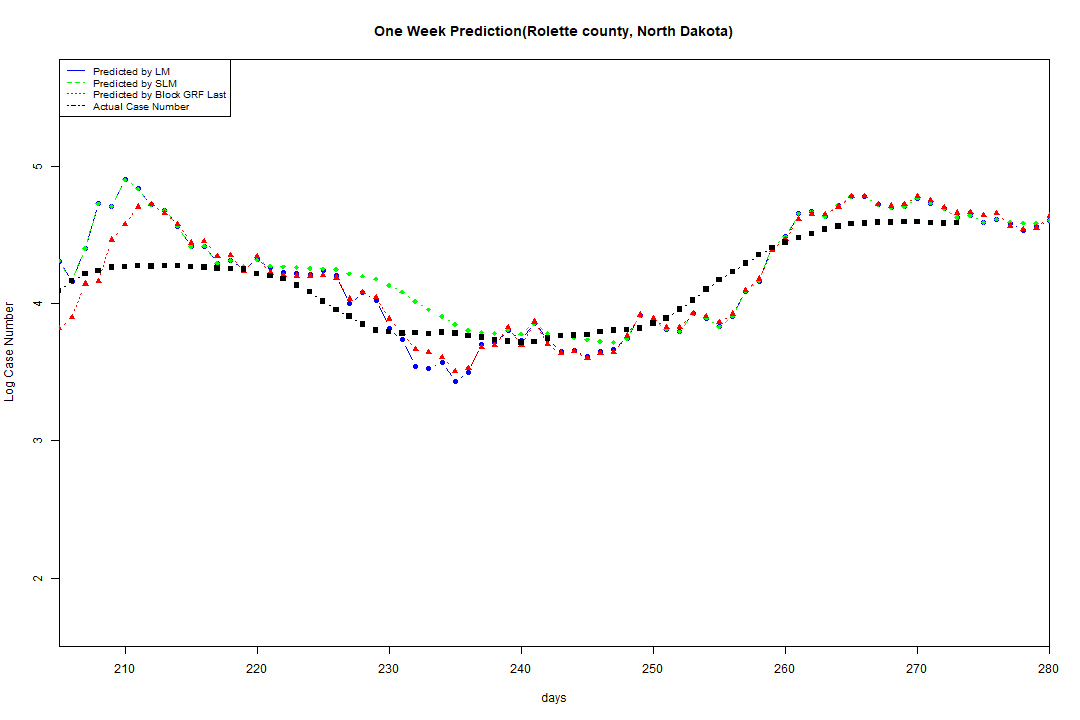 One Week Prediction(Rolette county, North Dakota)
Predicted by LM
Predicted by SLM
Predicted by Block GRF Last
Actual Case Number
5
4
3
2
Log Case Number
210 220 230 240 250 260 270 280
days